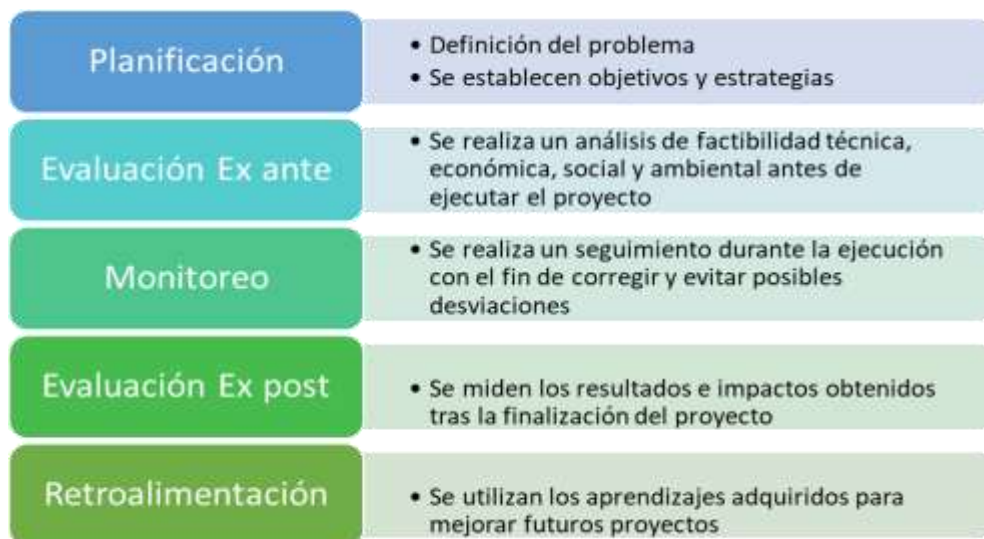 Planificación
• Definición del problema
• Se establecen objetivos y estrategias
Evaluación Ex ante
• Se realiza un análisis de factibilidad técnica,
económica, social y ambiental antes de
ejecutar el proyecto
Monitoreo
• Se realiza un seguimiento durante la ejecución
con el fin de corregir y evitar posibles
desviaciones
Evaluación Ex post
• Se miden los resultados e impactos obtenidos
tras la finalización del proyecto
Retroalimentación
• Se utilizan los aprendizajes adquiridos para
mejorar futuros proyectos